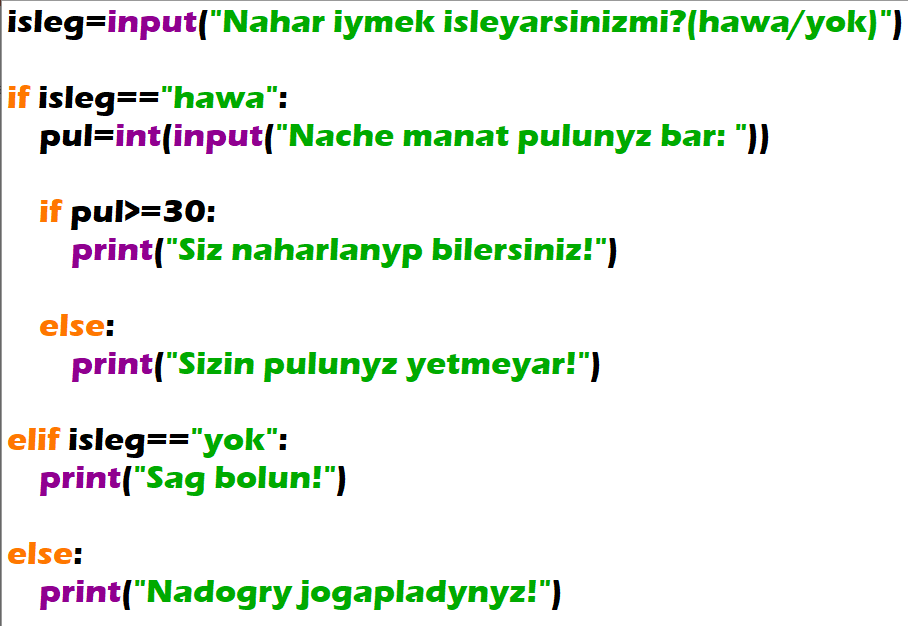 isleg=input("Nahar iymek isleyarsinizmi?(hawa/yok)")
if isleg=="hawa":
pul=int(input("Nache manat pulunyz bar: "))
if pul>=30:
print("Siz naharlanyp bilersiniz!")
else:
print("Sizin pulunyz yetmeyar!")
elif isleg=="yok":
print("Sag bolun!")
else:
print("Nadogry jogapladynyz!")